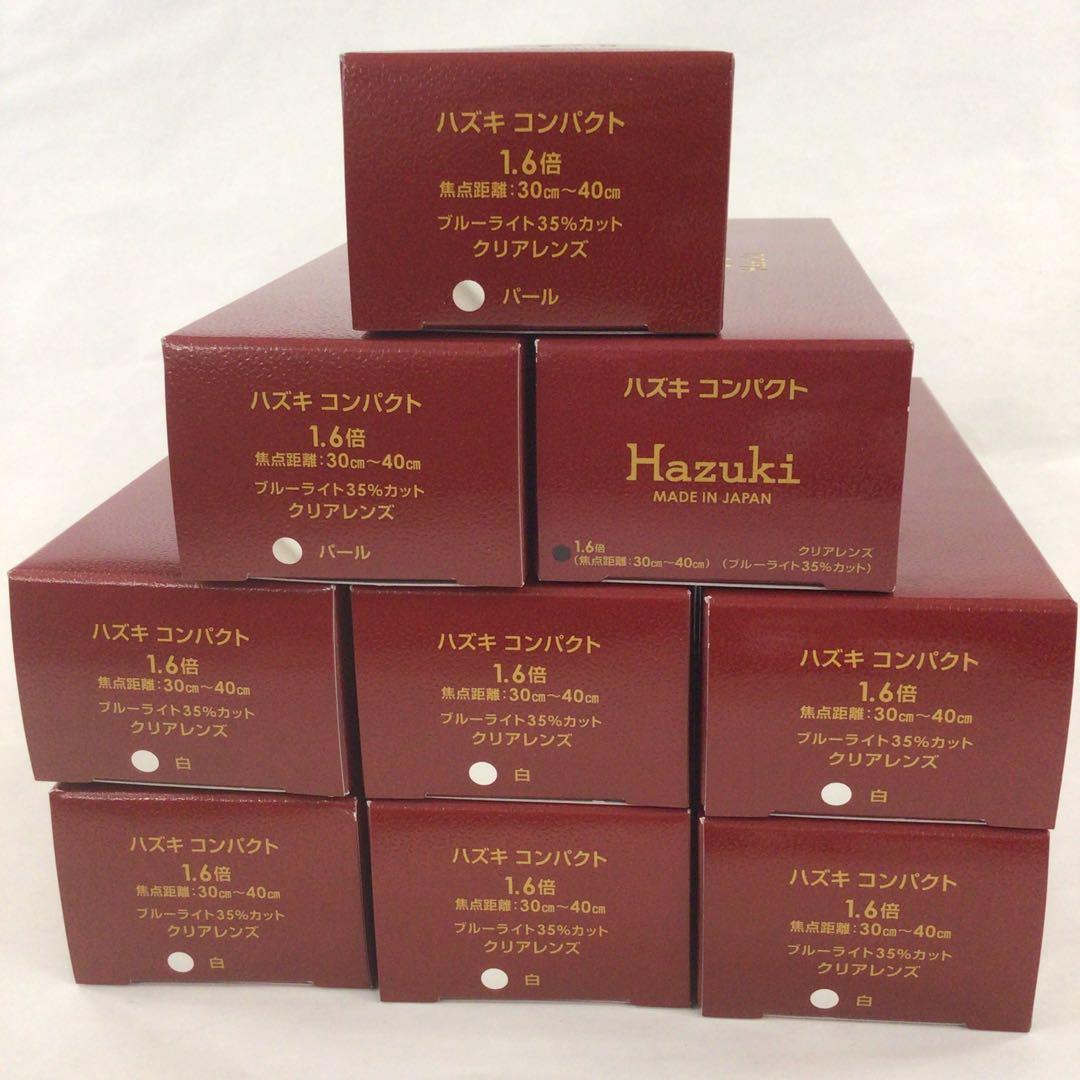 ハズキ コンパクト
1.6倍
焦点距離:30㎝〜40㎝
ブルーライト35%カット
クリアレンズ
パール
ハズキ コンパクト
1.6倍
焦点距離:30㎝〜40㎝
ブルーライト35%カット
クリアレンズ
パール
ハズキ コンパクト
Hazuki
MADE IN JAPAN
1.6倍 クリアレンズ
(焦点距離:30㎝〜40㎝) (ブルーライト35%カット)
ハズキ コンパクト
1.6倍
焦点距離:30㎝〜40㎝
ブルーライト35%カット
クリアレンズ
白
ハズキ コンパクト
1.6倍
焦点距離:30㎝〜40㎝
ブルーライト35%カット
クリアレンズ
白
ハズキ コンパクト
1.6倍
焦点距離:30㎝〜40㎝
ブルーライト35%カット
クリアレンズ
白
ハズキ コンパクト
1.6倍
焦点距離:30㎝〜40㎝
ブルーライト35%カット
クリアレンズ
白
ハズキ コンパクト
1.6倍
焦点距離:30㎝〜40㎝
ブルーライト35%カット
クリアレンズ
白
ハズキ コンパクト
1.6倍
焦点距離:30㎝〜40㎝
ブルーライト35%カット
クリアレンズ
白